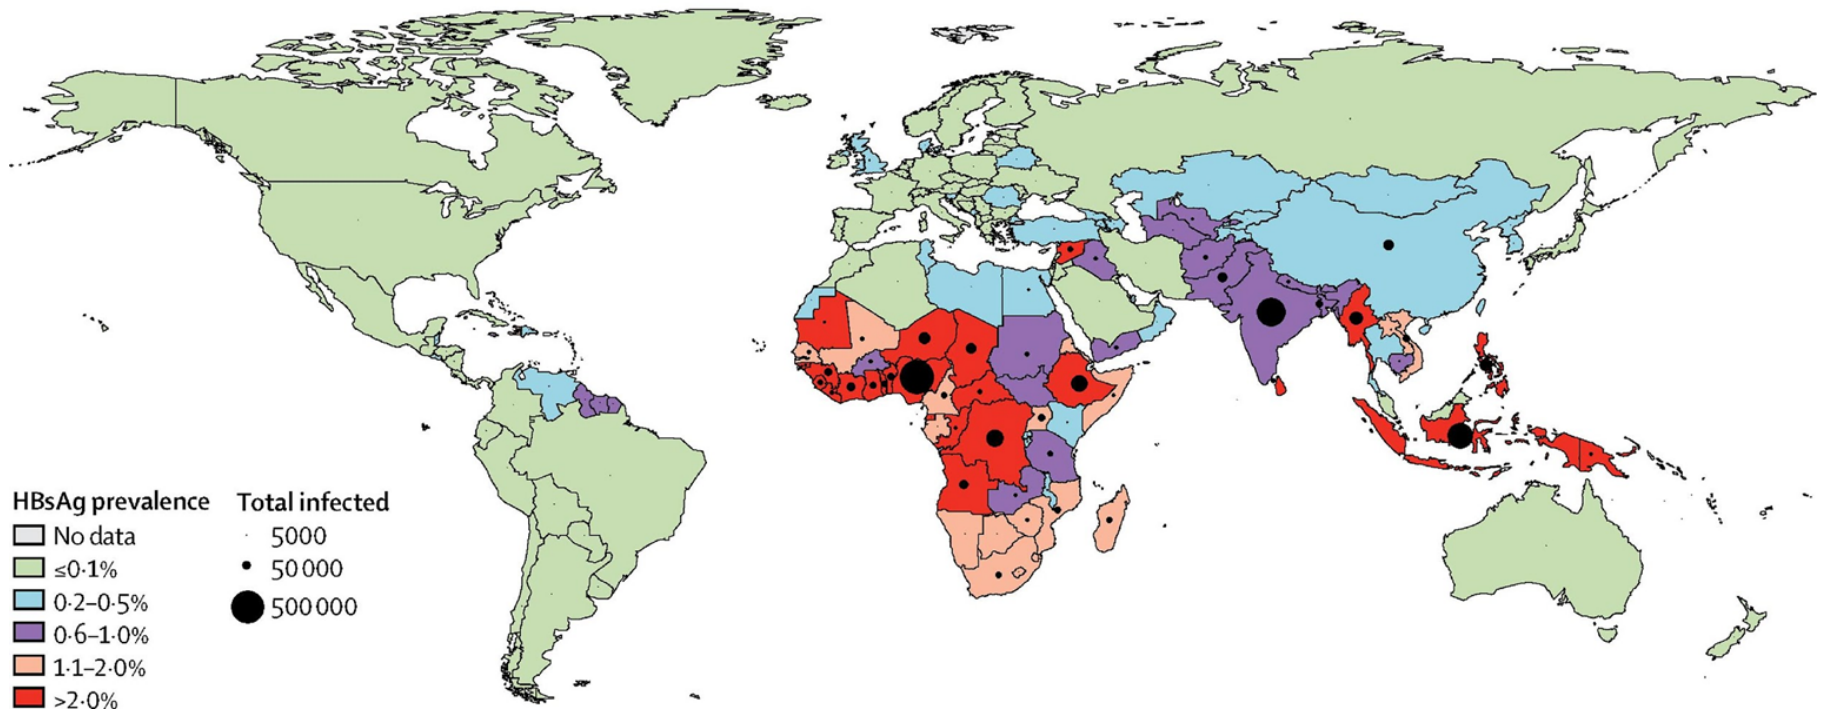 HBsAg prevalence
No data
≤0·1%
0·2–0·5%
0·6–1·0%
1·1–2·0%
>2·0%
Total infected
5000
50 000
500 000